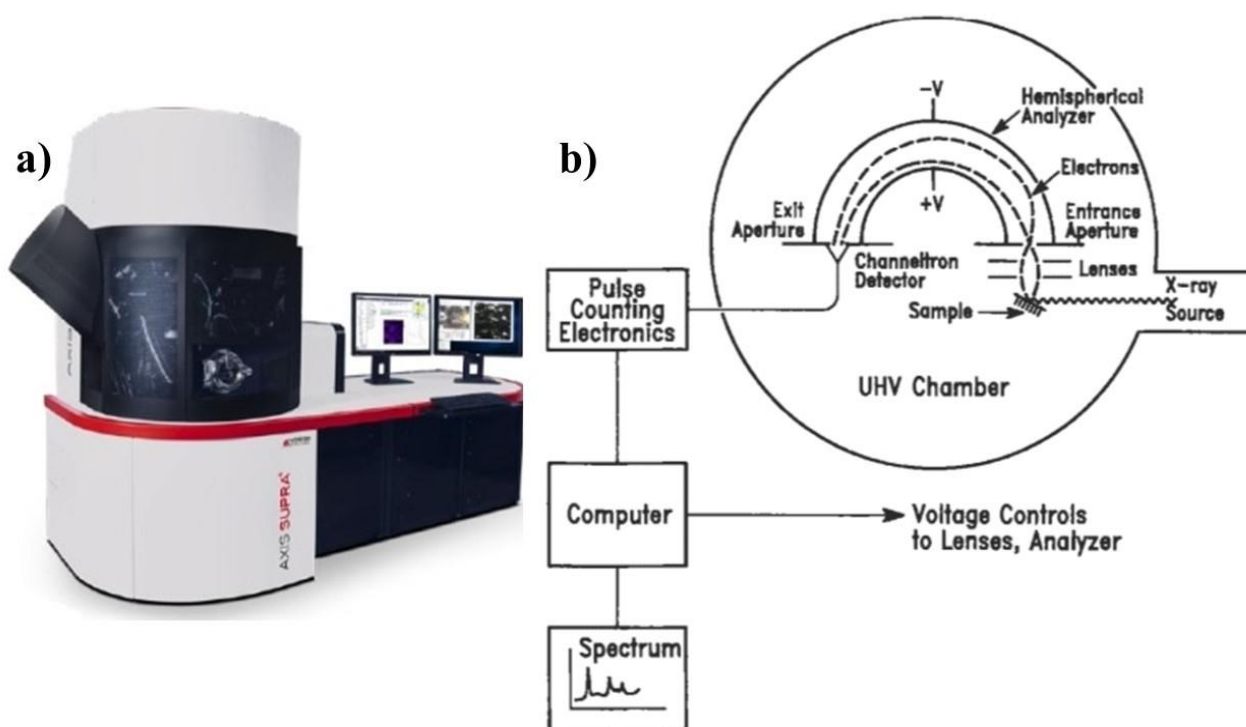 a)
AXIS SUPRA
b)
-V
Hemispherical
Analyzer
Electrons
+V
Exit
Aperture
Entrance
Aperture
Channeltron
Detector
Lenses
X-ray
Source
Sample
Pulse
Counting
Electronics
UHV Chamber
Computer
Voltage Controls
to Lenses, Analyzer
Spectrum